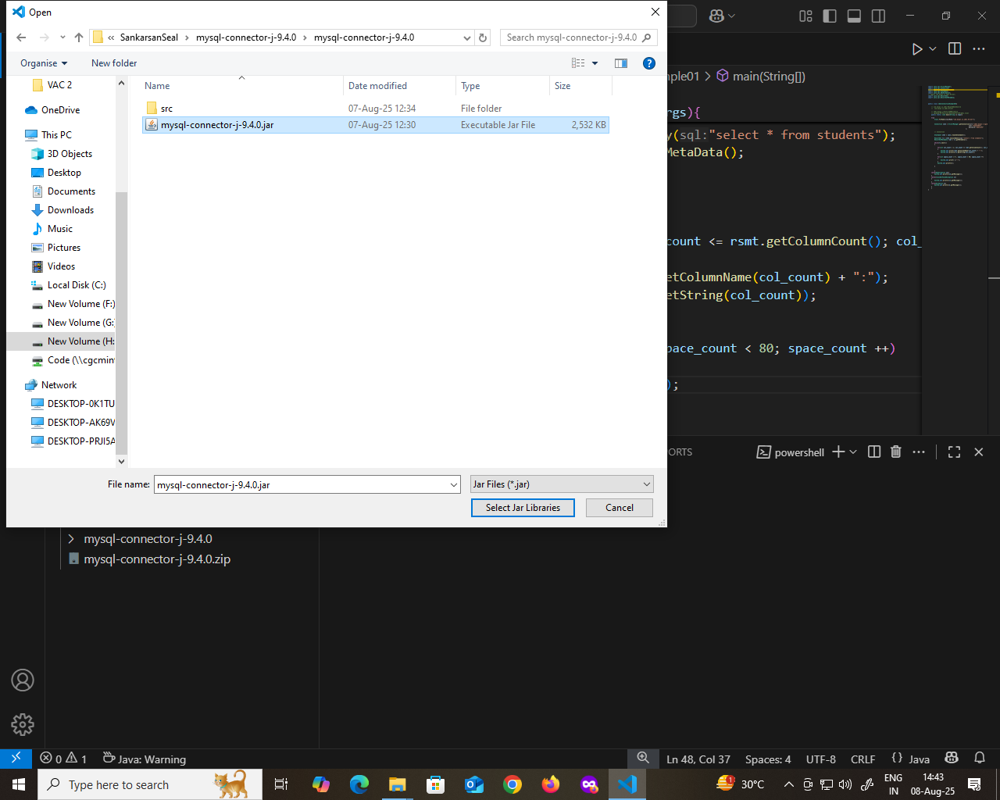 Open
« SankarsanSeal > mysql-connector-j-9.4.0 > mysql-connector-j-9.4.0
Search mysql-connector-j-9.4.0
Organise
New folder
Name
Date modified
Type
Size
VAC 2
OneDrive
This PC
3D Objects
Desktop
Documents
Downloads
Music
Pictures
Videos
Local Disk (C:)
New Volume (F:)
New Volume (G:
New Volume (H:
Code (\\cgcmin
Network
DESKTOP-0K1TU
DESKTOP-AK69V
DESKTOP-PRJI5A
src 07-Aug-25 12:34 File folder
mysql-connector-j-9.4.0.jar 07-Aug-25 12:30 Executable Jar File 2,532 KB
File name: mysql-connector-j-9.4.0.jar
Jar Files (*.jar)
Select Jar Libraries
Cancel
nple01 > main(String[])
rgs){
y(sql:"select * from students");
MetaData();
count <= rsmt.getColumnCount(); col_
etColumnName(col_count) + ":");
etString(col_count));
pace_count < 80; space_count ++)
);
ORTS
powershell
mysql-connector-j-9.4.0
mysql-connector-j-9.4.0.zip
0 1 Java: Warning
Ln 48, Col 37 Spaces: 4 UTF-8 CRLF {} Java
Type here to search
1
30°C
ENG
IN
14:43
08-Aug-25